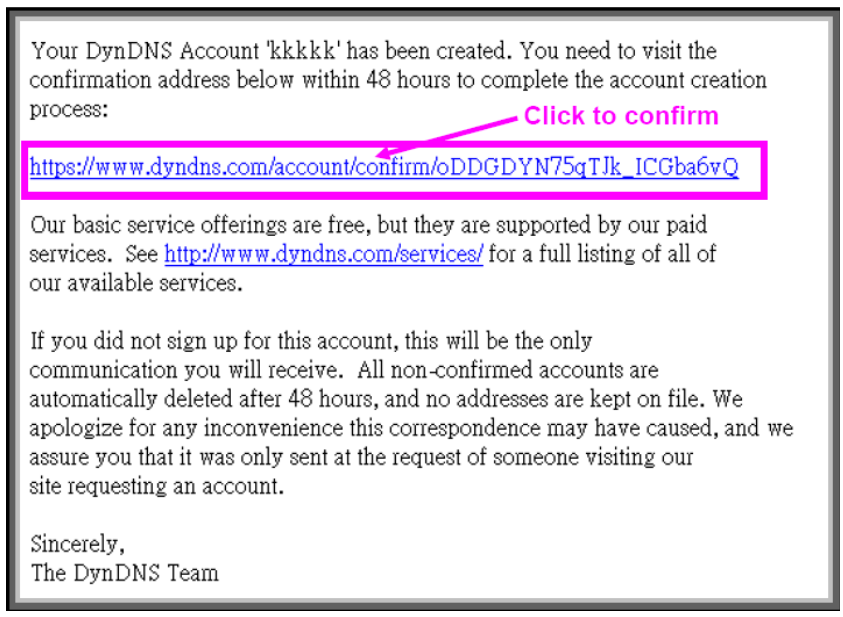 Your DynDNS Account 'kkkkk' has been created. You need to visit the
confirmation address below within 48 hours to complete the account creation
process:
Click to confirm
https://www.dyndns.com/account/confirm/oDDGDYN75qTJk_ICGba6vQ
Our basic service offerings are free, but they are supported by our paid
services.  See http://www.dyndns.com/services/ for a full listing of all of
our available services.
If you did not sign up for this account, this will be the only
communication you will receive.  All non-confirmed accounts are
automatically deleted after 48 hours, and no addresses are kept on file. We
apologize for any inconvenience this correspondence may have caused, and we
assure you that it was only sent at the request of someone visiting our
site requesting an account.
Sincerely,
The DynDNS Team